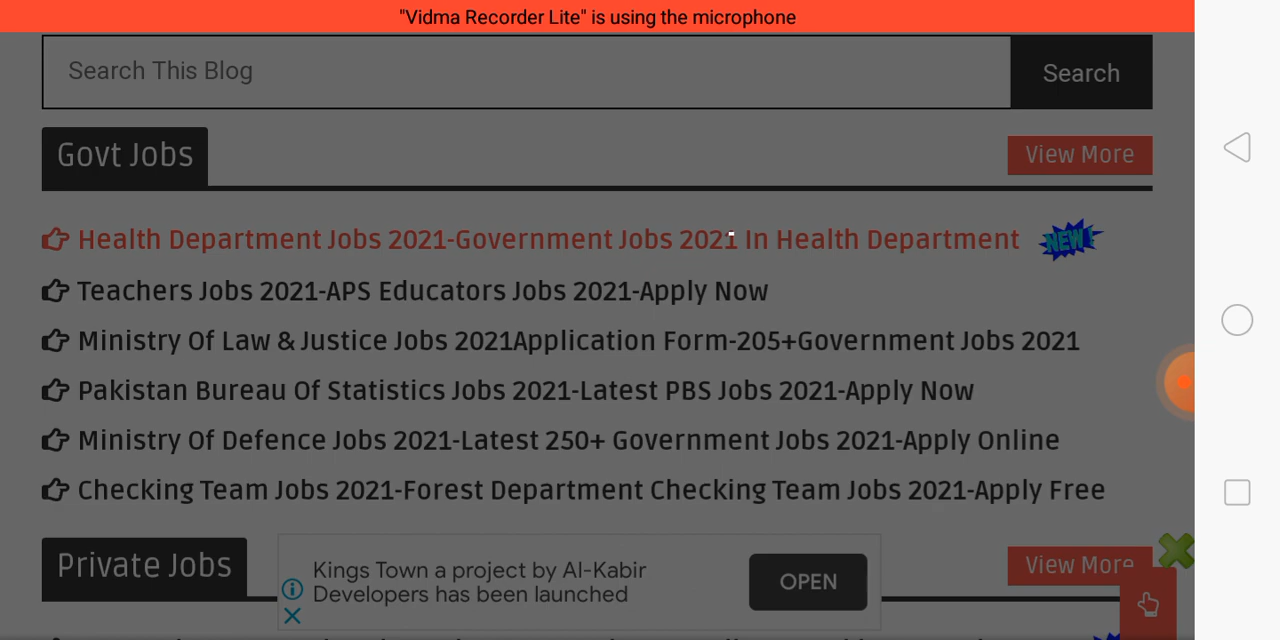 "Vidma Recorder Lite" is using the microphone
Search This Blog
Search
Govt Jobs
View More
Health Department Jobs 2021-Government Jobs 2021 In Health Department
NEW
Teachers Jobs 2021-APS Educators Jobs 2021-Apply Now
Ministry Of Law & Justice Jobs 2021Application Form-205+Government Jobs 2021
Pakistan Bureau Of Statistics Jobs 2021-Latest PBS Jobs 2021-Apply Now
Ministry Of Defence Jobs 2021-Latest 250+ Government Jobs 2021-Apply Online
Checking Team Jobs 2021-Forest Department Checking Team Jobs 2021-Apply Free
Private Jobs
View More
Kings Town a project by Al-Kabir
Developers has been launched
OPEN